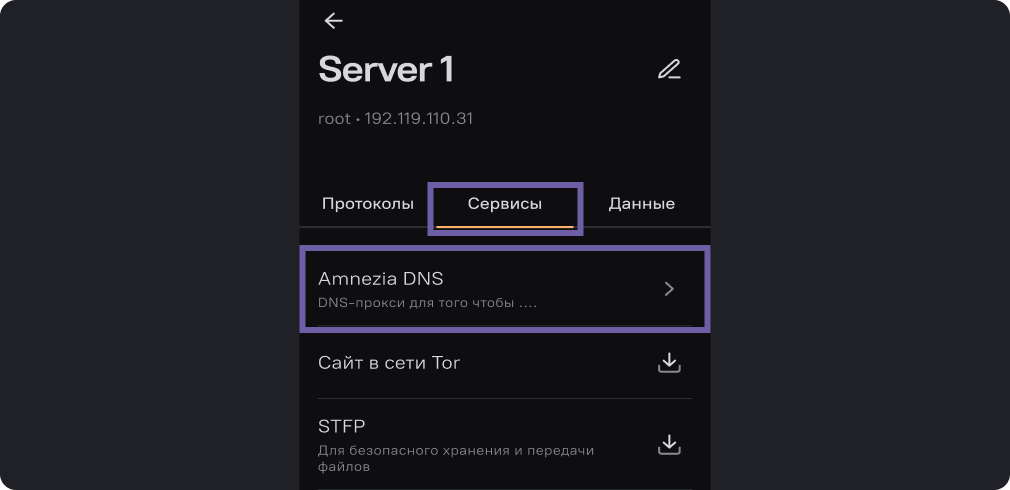 Server 1
root • 192.119.110.31
Протоколы Сервисы Данные
Amnezia DNS
DNS-прокси для того чтобы ....
Сайт в сети Tor
STFP
Для безопасного хранения и передачи
файлов